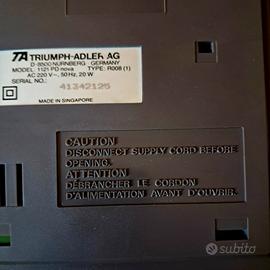 TA TRIUMPH-ADLER AG
D-8500 NÜRNBERG GERMANY
MODEL: 1121 PD nova TYPE: R008 (1)
AC 220 V ~, 50 Hz, 20 W
SERIAL NO.: 41342125
MADE IN SINGAPORE
CAUTION
DISCONNECT SUPPLY CORD BEFORE
OPENING.
ATTENTION
DÉBRANCHER LE CORDON
D'ALIMENTATION AVANT D'OUVRIR.
subito